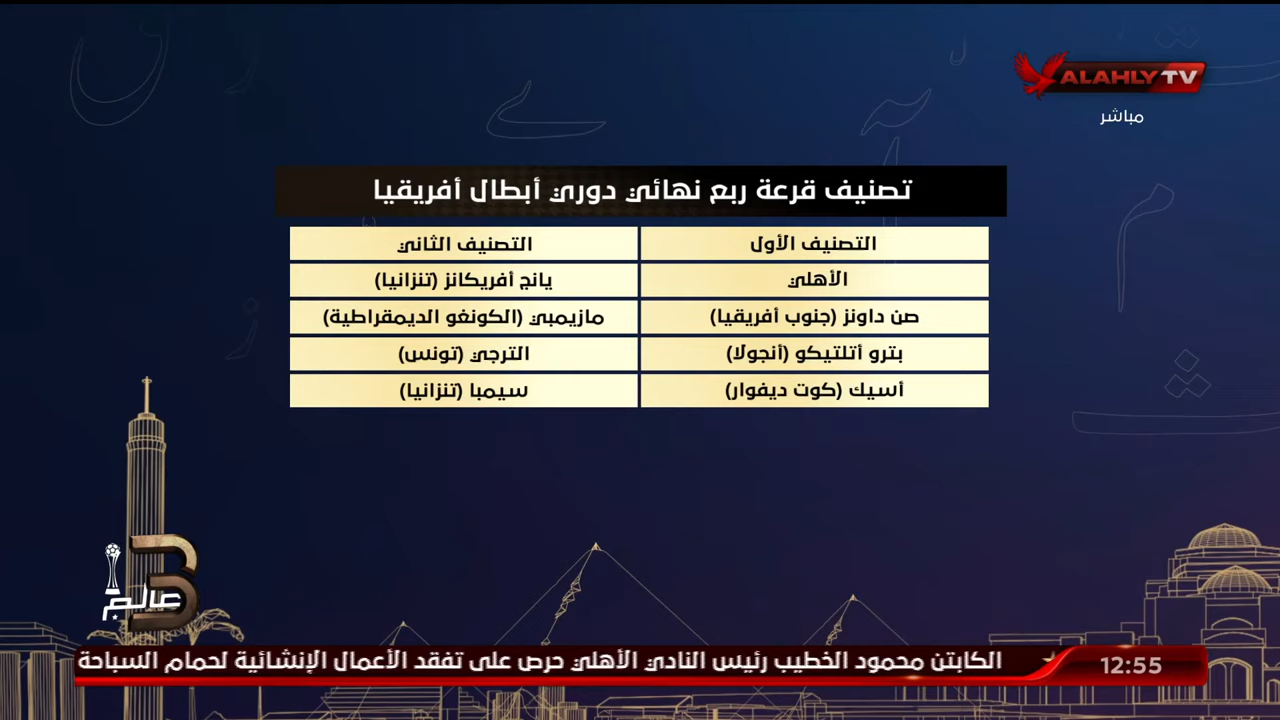 ALAHLY TV
مباشر
تصنيف قرعة ربع نهائي دوري أبطال أفريقيا
التصنيف الأول التصنيف الثاني
الأهلي يانج أفريكانز (تنزانيا)
صن داونز (جنوب أفريقيا) مازيمبي (الكونغو الديمقراطية)
بترو أتلتيكو (أنجولا) الترجي (تونس)
أسيك (كوت ديفوار) سيمبا (تنزانيا)
3 عالم
12:55 الكابتن محمود الخطيب رئيس النادي الأهلي حرص على تفقد الأعمال الإنشائية لحمام السباحة